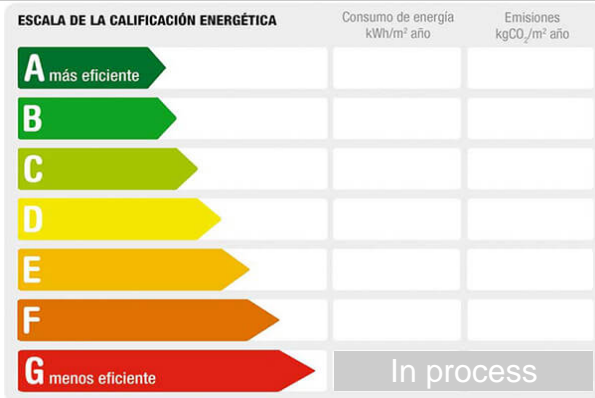 ESCALA DE LA CALIFICACIÓN ENERGÉTICA
Consumo de energía
kWh/m² año
Emisiones
kgCO₂/m² año
A más eficiente
B
C
D
E
F
G menos eficiente
In process